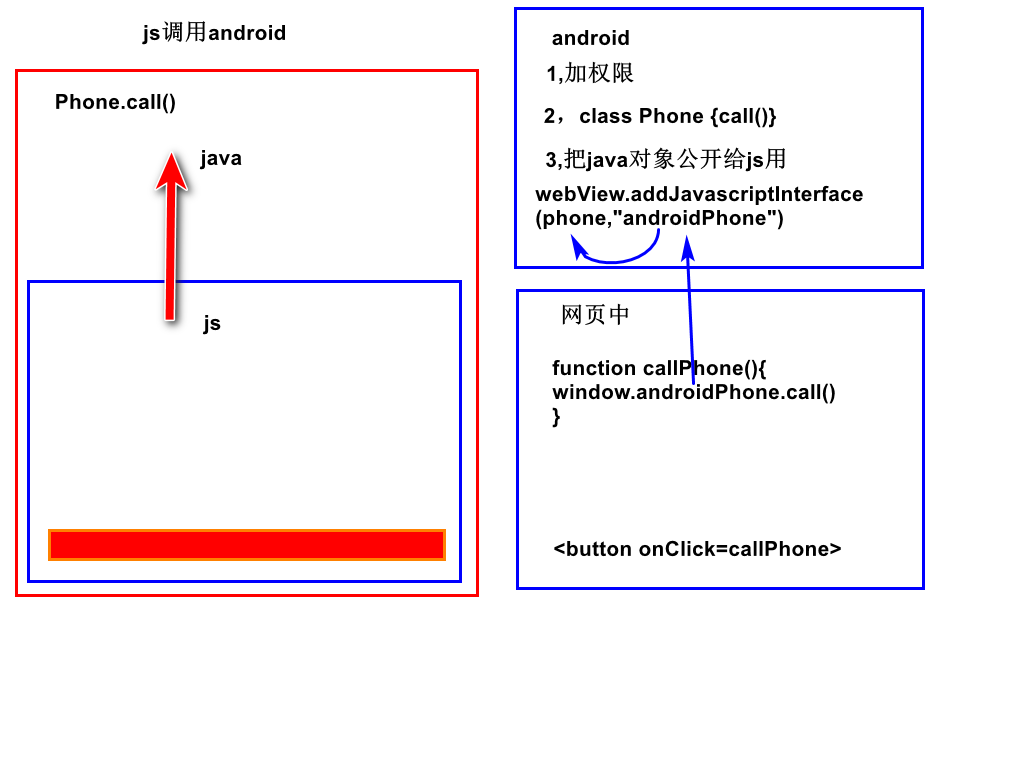 js调用android
Phone.call()
java
js
android
1,加权限
2，class Phone {call()}
3,把java对象公开给js用
webView.addJavascriptInterface
(phone,"androidPhone")
网页中
function callPhone(){
window.androidPhone.call()
}
<button onClick=callPhone>